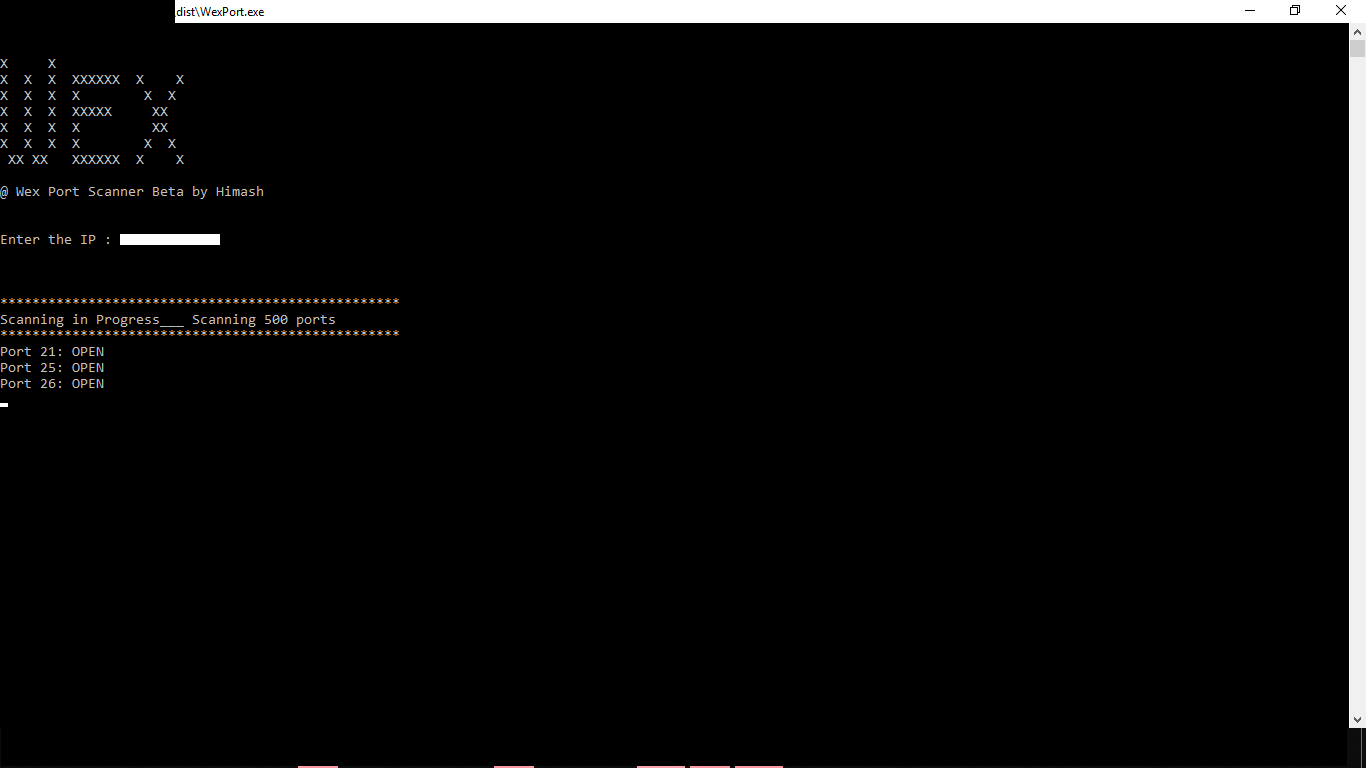 .dist\WexPort.exe
X     X
X  X  X  XXXXXX  X    X
X  X  X  X        X  X
X  X  X  XXXXX     XX
X  X  X  X         XX
X  X  X  X        X  X
 XX XX   XXXXXX  X    X
@ Wex Port Scanner Beta by Himash
Enter the IP :
**************************************************
Scanning in Progress___ Scanning 500 ports
**************************************************
Port 21: OPEN
Port 25: OPEN
Port 26: OPEN